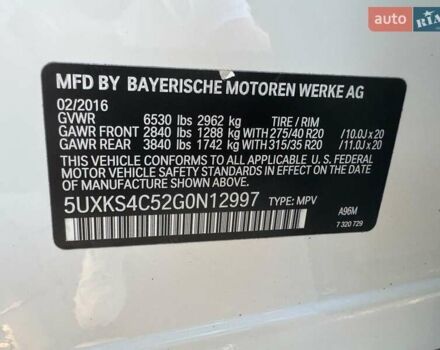 auto RIA
MFD BY BAYERISCHE MOTOREN WERKE AG
02/2016
GVWR 6530 lbs 2962 kg TIRE / RIM
GAWR FRONT 2840 lbs 1288 kg WITH 275/40 R20 /10.0J x 20
GAWR REAR 3840 lbs 1742 kg WITH 315/35 R20 /11.0J x 20
THIS VEHICLE CONFORMS TO ALL APPLICABLE U.S. FEDERAL
MOTOR VEHICLE SAFETY STANDARDS IN EFFECT ON THE
DATE OF MANUFACTURE SHOWN ABOVE.
5UXKS4C52G0N12997 TYPE: MPV
A96M
7 320 729